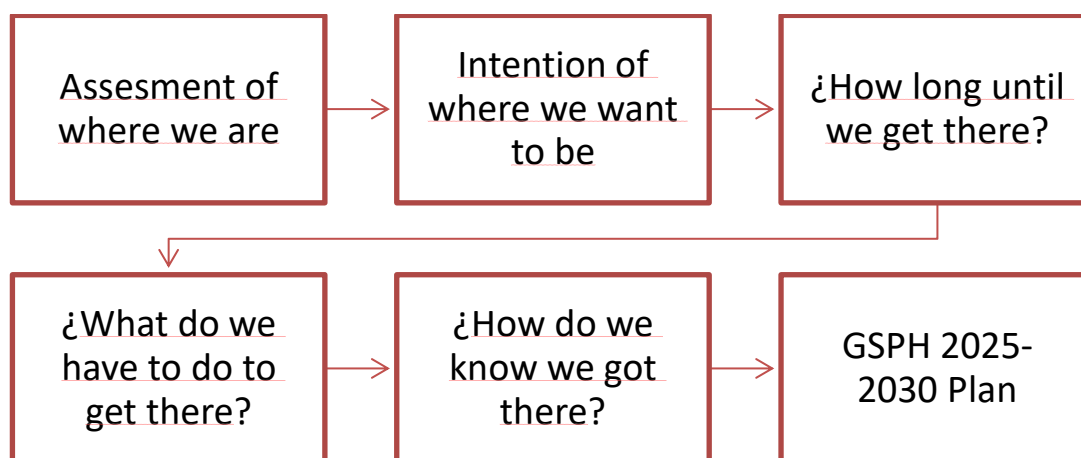 Assesment of
where we are
Intention of
where we want
to be
¿How long until
we get there?
¿What do we
have to do to
get there?
¿How do we
know we got
there?
GSPH 2025-
2030 Plan